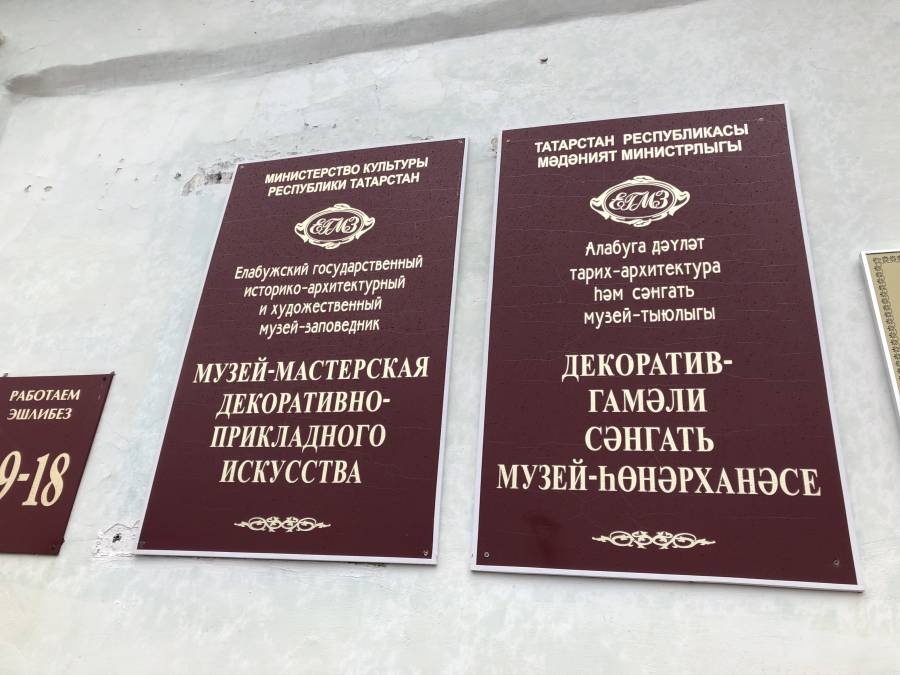 МИНИСТЕРСТВО КУЛЬТУРЫ
РЕСПУБЛИКИ ТАТАРСТАН
ЕГМЗ
Елабужский государственный
историко-архитектурный
и художественный
музей-заповедник
МУЗЕЙ-МАСТЕРСКАЯ
ДЕКОРАТИВНО-
ПРИКЛАДНОГО
ИСКУССТВА
ТАТАРСТАН РЕСПУБЛИКАСЫ
МӘДӘНИЯТ МИНИСТРЛЫГЫ
ЕГМЗ
Алабуга дәүләт
тарих-архитектура
һәм сәнгать
музей-тыюлыгы
ДЕКОРАТИВ-
ГАМӘЛИ
СӘНГАТЬ
МУЗЕЙ-ҺӨНӘРХАНӘСЕ
РАБОТАЕМ
ЭШЛИБЕЗ
9-18